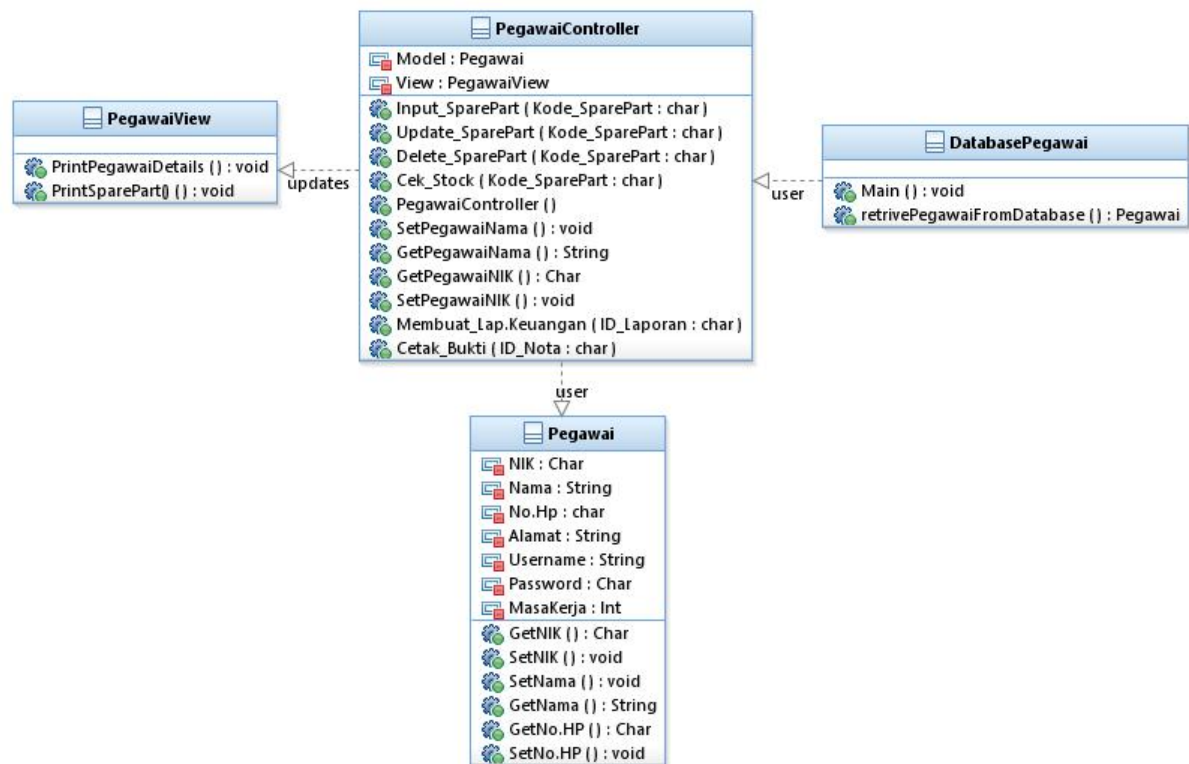 PegawaiController
Model : Pegawai
View : PegawaiView
Input_SparePart ( Kode_SparePart : char )
Update_SparePart ( Kode_SparePart : char )
Delete_SparePart ( Kode_SparePart : char )
Cek_Stock ( Kode_SparePart : char )
PegawaiController ( )
SetPegawaiNama ( ) : void
GetPegawaiNama ( ) : String
GetPegawaiNIK ( ) : Char
SetPegawaiNIK ( ) : void
Membuat_Lap.Keuangan ( ID_Laporan : char )
Cetak_Bukti ( ID_Nota : char )
PegawaiView
PrintPegawaiDetails ( ) : void
PrintSparePart() ( ) : void
updates
DatabasePegawai
Main ( ) : void
retrivePegawaiFromDatabase ( ) : Pegawai
user
user
Pegawai
NIK : Char
Nama : String
No.Hp : char
Alamat : String
Username : String
Password : Char
MasaKerja : Int
GetNIK ( ) : Char
SetNIK ( ) : void
SetNama ( ) : void
GetNama ( ) : String
GetNo.HP ( ) : Char
SetNo.HP ( ) : void